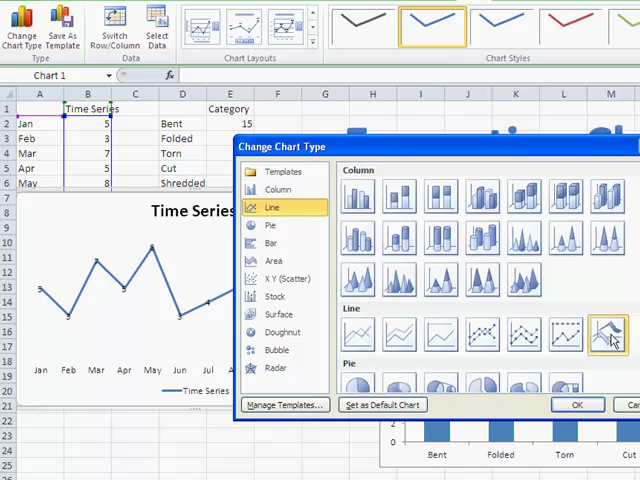 Change
Chart Type
Save As
Template
Switch
Row/Column
Select
Data
Type
Data
Chart Layouts
Chart Styles
Chart 1
fx
A B C D E F G H I J K L M
1 Time Series Category
2 Jan 5 Bent 15
3 Feb 3 Folded
4 Mar 7 Torn
5 Apr 5 Cut
6 May 8 Shredded
7
8
9
10
11
12
13
14
15
16
17
18
19
20
21
22
23
24
25
26
Time Series
5 3 7 5 8 3 4
Jan Feb Mar Apr May Jun Jul
Time Series
Change Chart Type
Templates
Column
Line
Pie
Bar
Area
X Y (Scatter)
Stock
Surface
Doughnut
Bubble
Radar
Column
Line
Pie
Manage Templates...
Set as Default Chart
OK
2
0
Bent Folded Torn Cut